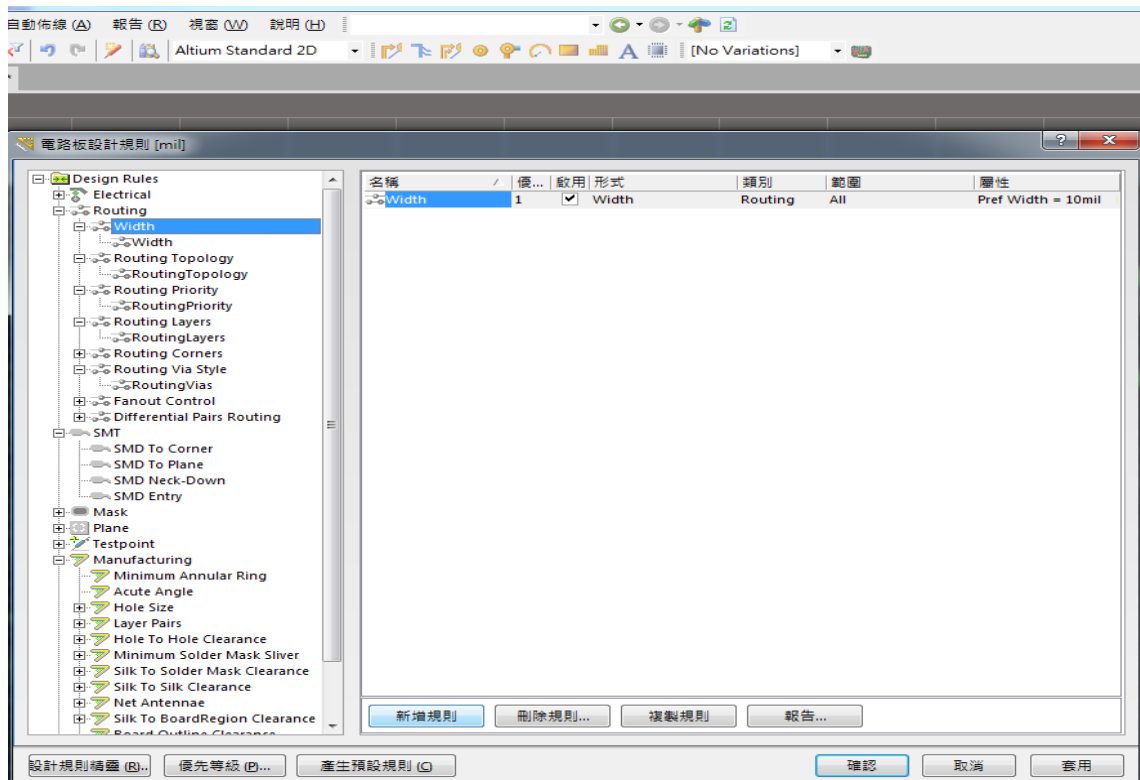 自動佈線 (A) 報告 (R) 視窗 (W) 說明 (H)
Altium Standard 2D [No Variations]
電路板設計規則 [mil]
Design Rules
Electrical
Routing
Width
Width
Routing Topology
RoutingTopology
Routing Priority
RoutingPriority
Routing Layers
RoutingLayers
Routing Corners
Routing Via Style
RoutingVias
Fanout Control
Differential Pairs Routing
SMT
SMD To Corner
SMD To Plane
SMD Neck-Down
SMD Entry
Mask
Plane
Testpoint
Manufacturing
Minimum Annular Ring
Acute Angle
Hole Size
Layer Pairs
Hole To Hole Clearance
Minimum Solder Mask Sliver
Silk To Solder Mask Clearance
Silk To Silk Clearance
Net Antennae
Silk To BoardRegion Clearance
Board Outline Clearance
名稱 優... 啟用 形式 類別 範圍 屬性
Width 1 Width Routing All Pref Width = 10mil
新增規則 刪除規則... 複製規則 報告...
設計規則精靈 (R).. 優先等級 (P)... 產生預設規則 (C) 確認 取消 套用